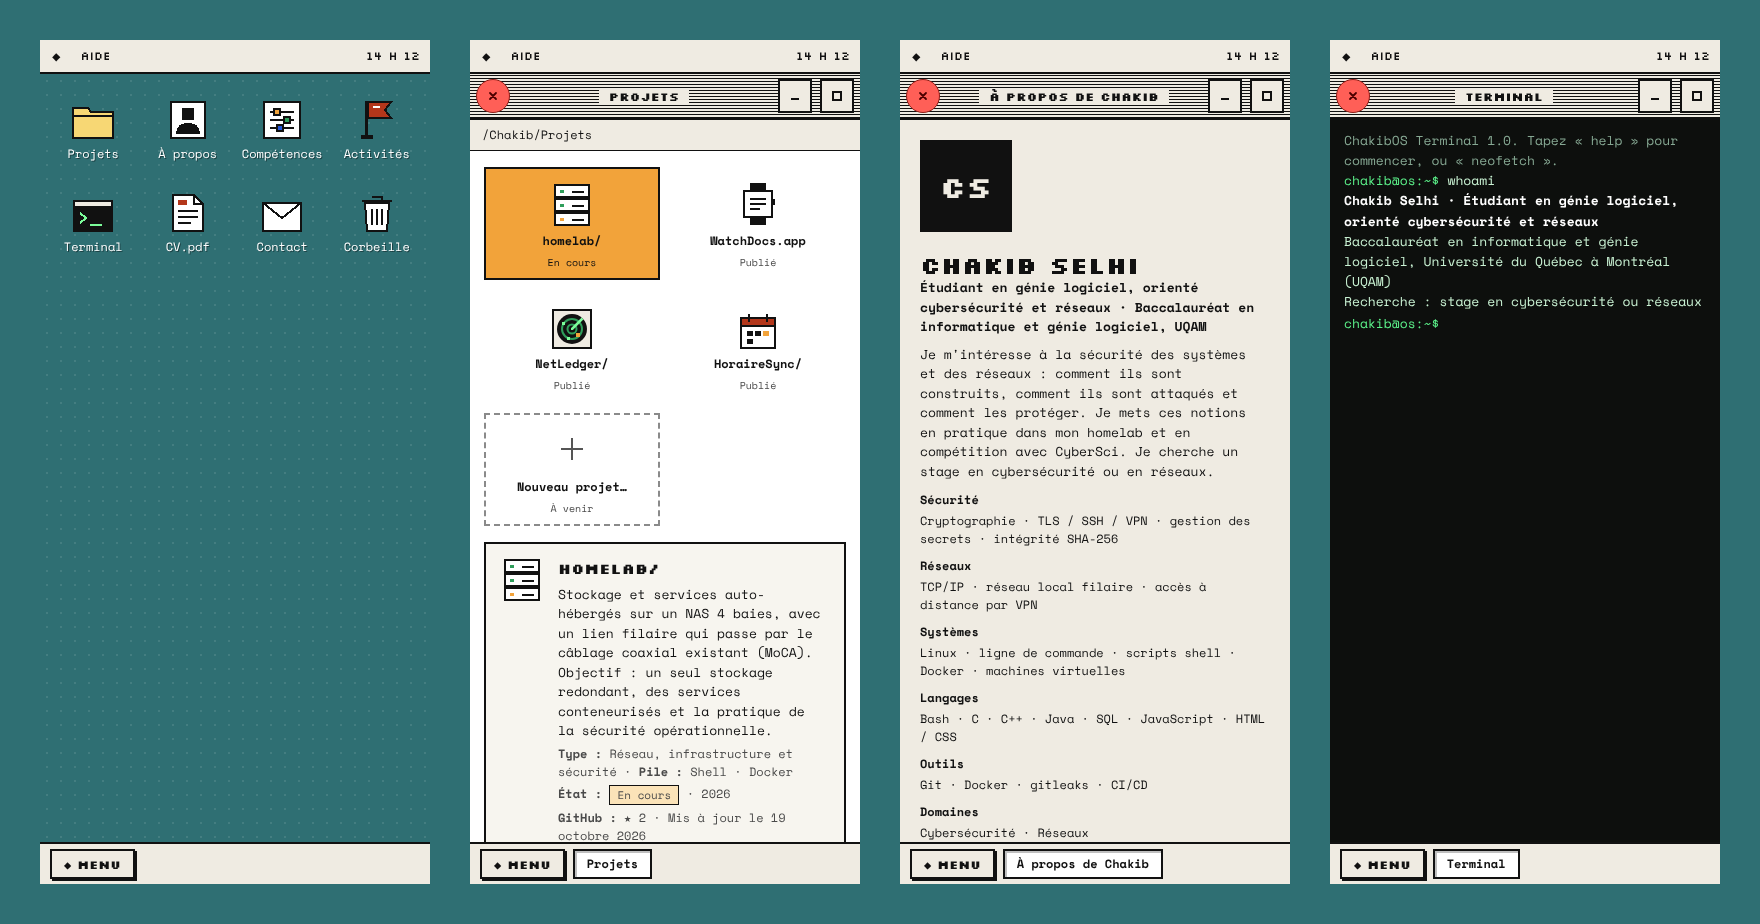 ◆ AIDE 14 H 12
Projets À propos Compétences Activités
Terminal CV.pdf Contact Corbeille
◆ MENU
◆ AIDE 14 H 12
× PROJETS
/Chakib/Projets
homelab/
En cours
WatchDocs.app
Publié
NetLedger/
Publié
HoraireSync/
Publié
Nouveau projet…
À venir
HOMELAB/
Stockage et services auto-
hébergés sur un NAS 4 baies, avec
un lien filaire qui passe par le
câblage coaxial existant (MoCA).
Objectif : un seul stockage
redondant, des services
conteneurisés et la pratique de
la sécurité opérationnelle.
Type : Réseau, infrastructure et
sécurité · Pile : Shell · Docker
État : En cours · 2026
GitHub : ★ 2 · Mis à jour le 19
octobre 2026
◆ MENU Projets
◆ AIDE 14 H 12
× À PROPOS DE CHAKIB
CS
CHAKIB SELHI
Étudiant en génie logiciel, orienté
cybersécurité et réseaux · Baccalauréat en
informatique et génie logiciel, UQAM
Je m’intéresse à la sécurité des systèmes
et des réseaux : comment ils sont
construits, comment ils sont attaqués et
comment les protéger. Je mets ces notions
en pratique dans mon homelab et en
compétition avec CyberSci. Je cherche un
stage en cybersécurité ou en réseaux.
Sécurité
Cryptographie · TLS / SSH / VPN · gestion des
secrets · intégrité SHA-256
Réseaux
TCP/IP · réseau local filaire · accès à
distance par VPN
Systèmes
Linux · ligne de commande · scripts shell ·
Docker · machines virtuelles
Langages
Bash · C · C++ · Java · SQL · JavaScript · HTML
/ CSS
Outils
Git · Docker · gitleaks · CI/CD
Domaines
Cybersécurité · Réseaux
◆ MENU À propos de Chakib
◆ AIDE 14 H 12
× TERMINAL
ChakibOS Terminal 1.0. Tapez « help » pour
commencer, ou « neofetch ».
chakib@os:~$ whoami
Chakib Selhi · Étudiant en génie logiciel,
orienté cybersécurité et réseaux
Baccalauréat en informatique et génie
logiciel, Université du Québec à Montréal
(UQAM)
Recherche : stage en cybersécurité ou réseaux
chakib@os:~$
◆ MENU Terminal